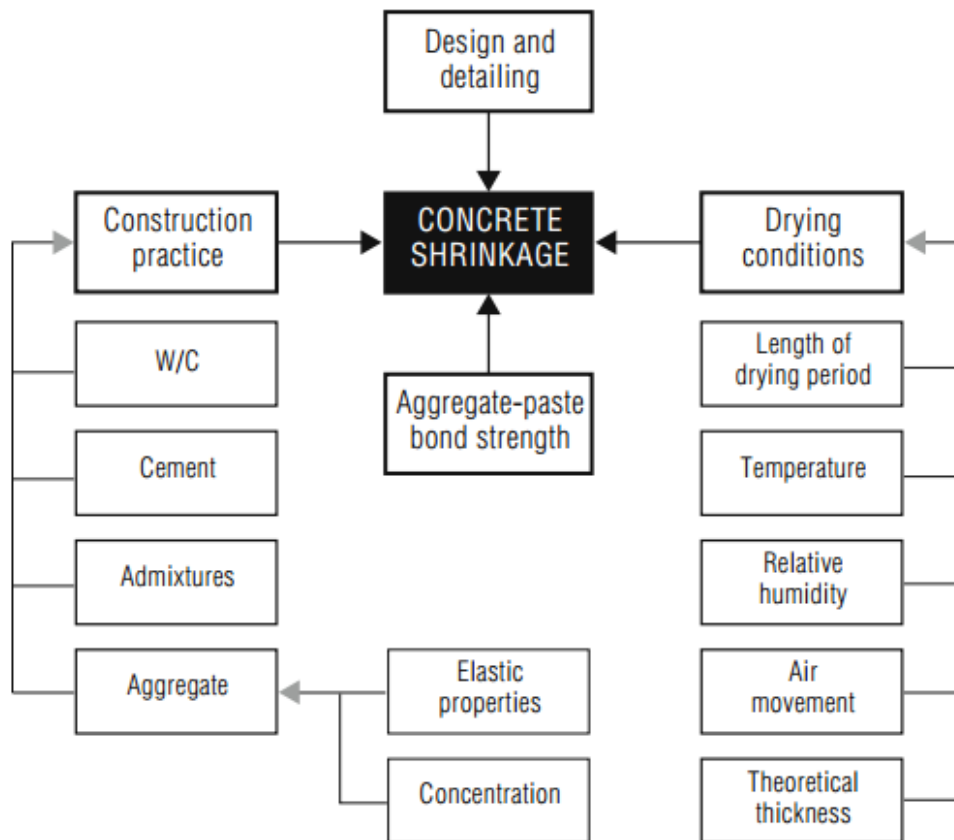 Design and
detailing
Construction
practice
CONCRETE
SHRINKAGE
Drying
conditions
W/C
Aggregate-paste
bond strength
Length of
drying period
Cement
Temperature
Admixtures
Relative
humidity
Aggregate
Elastic
properties
Air
movement
Concentration
Theoretical
thickness